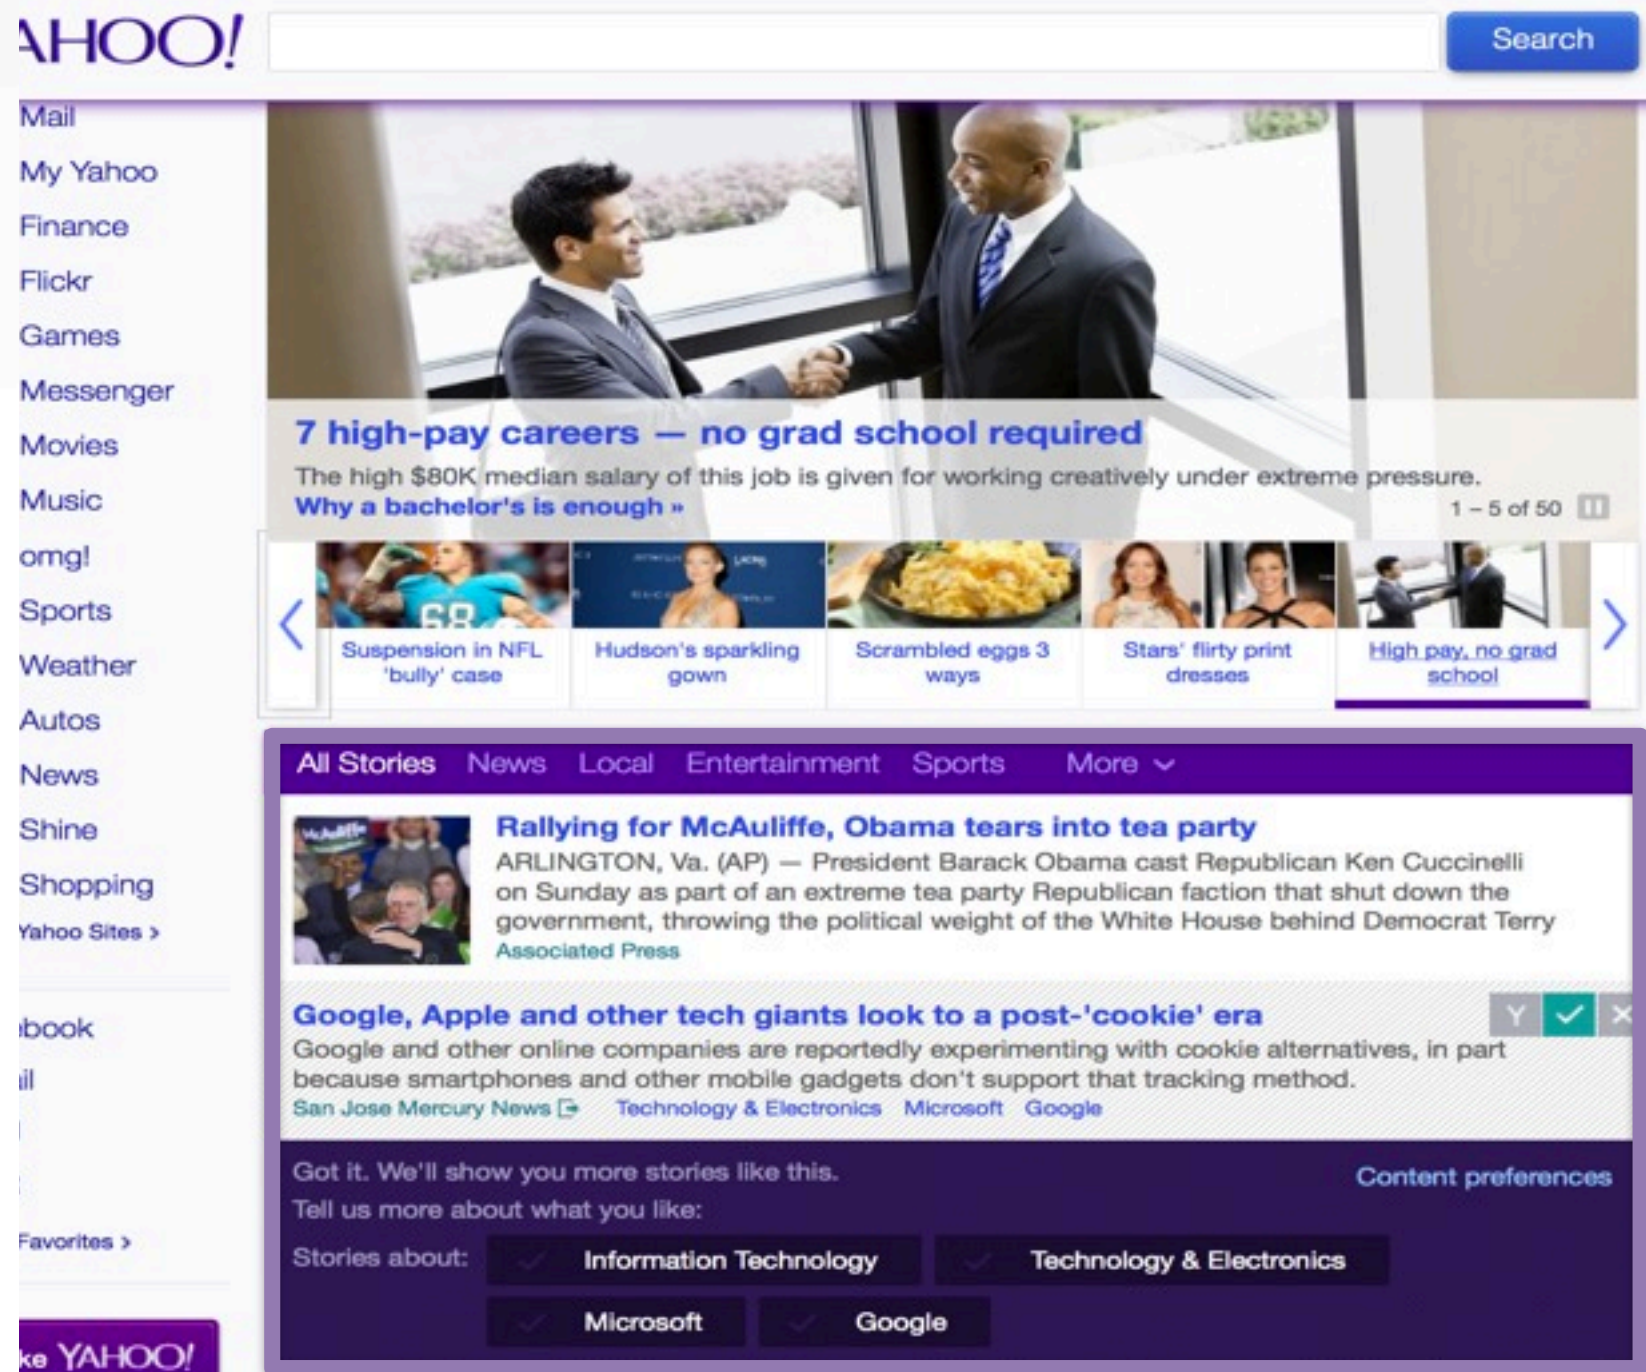 AHOO!
Search
Mail
My Yahoo
Finance
Flickr
Games
Messenger
Movies
Music
omg!
Sports
Weather
Autos
News
Shine
Shopping
Yahoo Sites >
book
il
Favorites >
ke YAHOO!
7 high-pay careers — no grad school required
The high $80K median salary of this job is given for working creatively under extreme pressure.
Why a bachelor's is enough »
1 – 5 of 50
68
Suspension in NFL
'bully' case
Hudson's sparkling
gown
Scrambled eggs 3
ways
Stars' flirty print
dresses
High pay, no grad
school
All Stories News Local Entertainment Sports More
McAuliffe
Rallying for McAuliffe, Obama tears into tea party
ARLINGTON, Va. (AP) — President Barack Obama cast Republican Ken Cuccinelli
on Sunday as part of an extreme tea party Republican faction that shut down the
government, throwing the political weight of the White House behind Democrat Terry
Associated Press
Google, Apple and other tech giants look to a post-'cookie' era
Y
Google and other online companies are reportedly experimenting with cookie alternatives, in part
because smartphones and other mobile gadgets don't support that tracking method.
San Jose Mercury News Technology & Electronics Microsoft Google
Got it. We'll show you more stories like this.
Content preferences
Tell us more about what you like:
Stories about: Information Technology Technology & Electronics
Microsoft Google